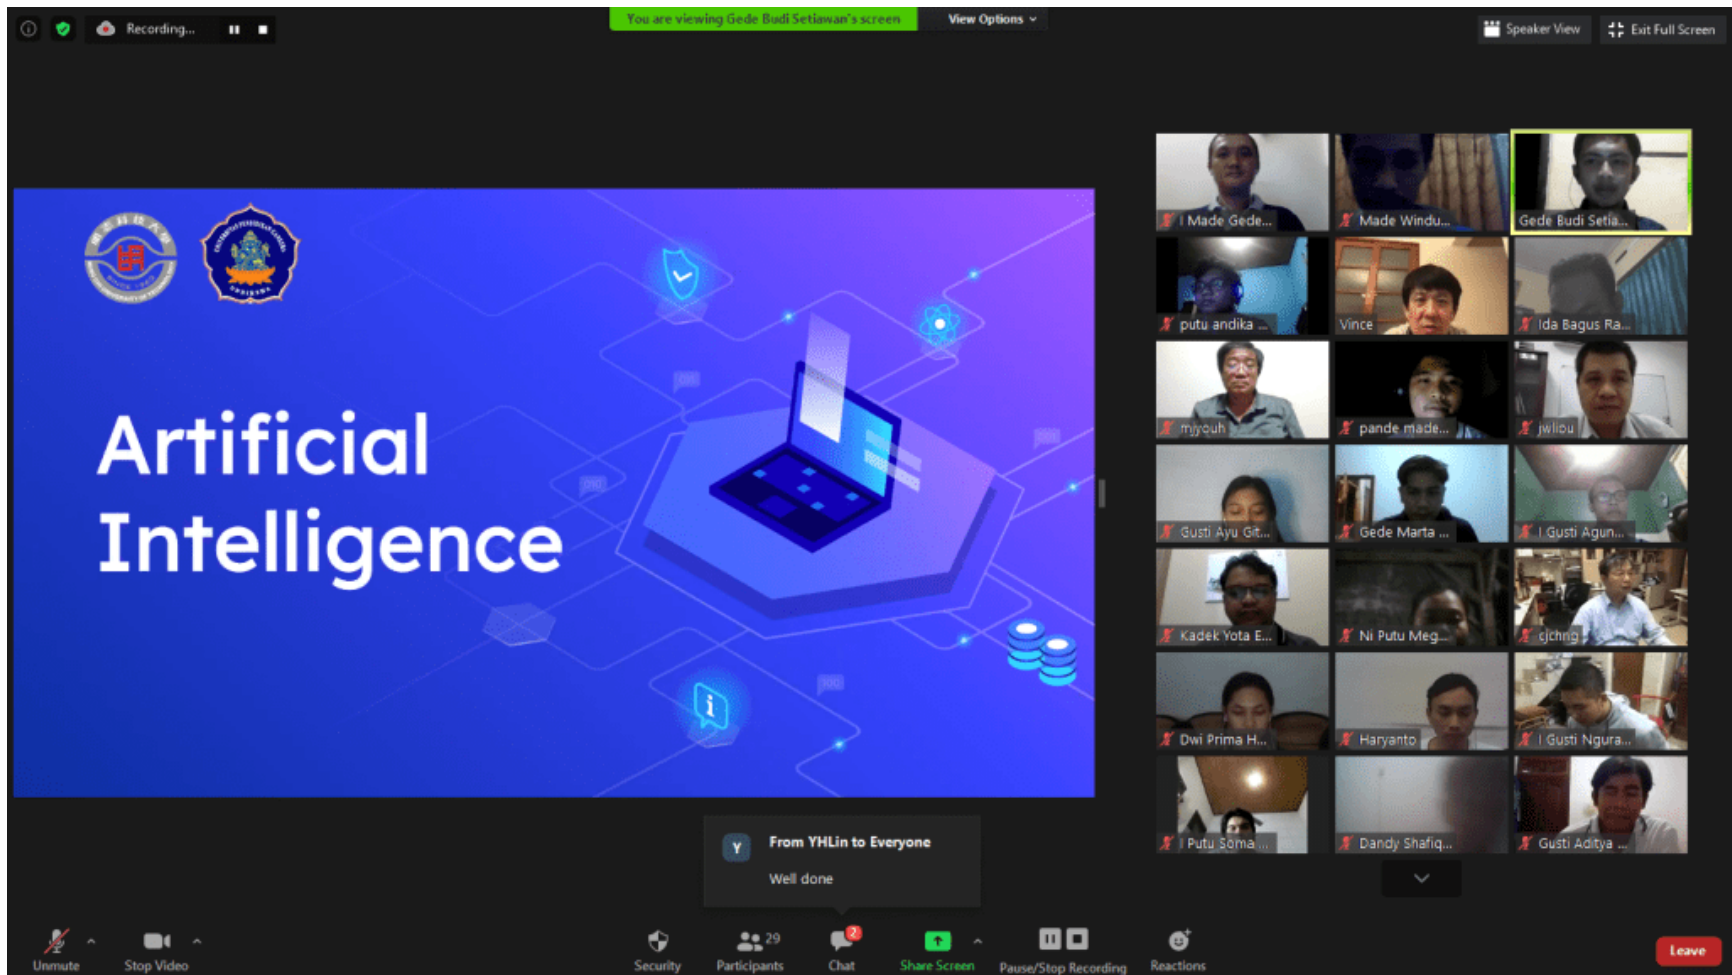 Recording...
You are viewing Gede Budi Setiawan's screen
View Options
Speaker View
Exit Full Screen
Artificial
Intelligence
I Made Gede...
Made Windu...
Gede Budi Setia...
putu andika ...
Vince
Ida Bagus Ra...
mjyouh
pande made...
jwliou
Gusti Ayu Git...
Gede Marta ...
I Gusti Agun...
Kadek Yota E...
Ni Putu Meg...
cjchng
Dwi Prima H...
Haryanto
I Gusti Ngura...
I Putu Soma ...
Dandy Shafiq...
Gusti Aditya ...
Y
From YHLin to Everyone
Well done
Unmute
Stop Video
Security
29
Participants
2
Chat
Share Screen
Pause/Stop Recording
Reactions
Leave